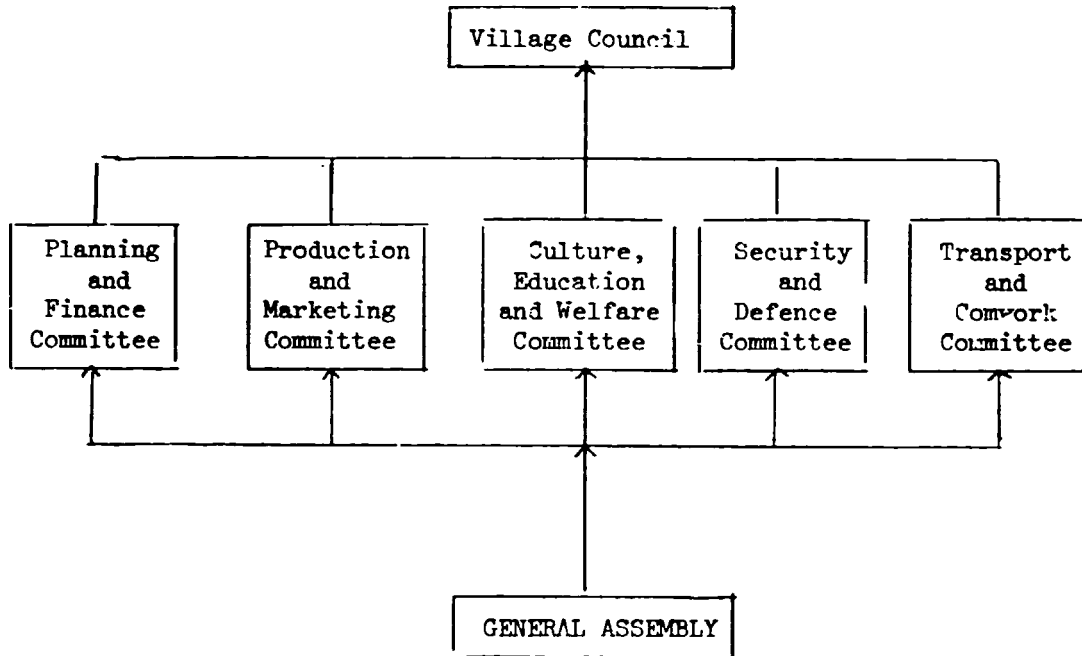 Village Council
Planning
and
Finance
Committee
Production
and
Marketing
Committee
Culture,
Education
and Welfare
Committee
Security
and
Defence
Committee
Transport
and
Comwork
Committee
GENERAL ASSEMBLY